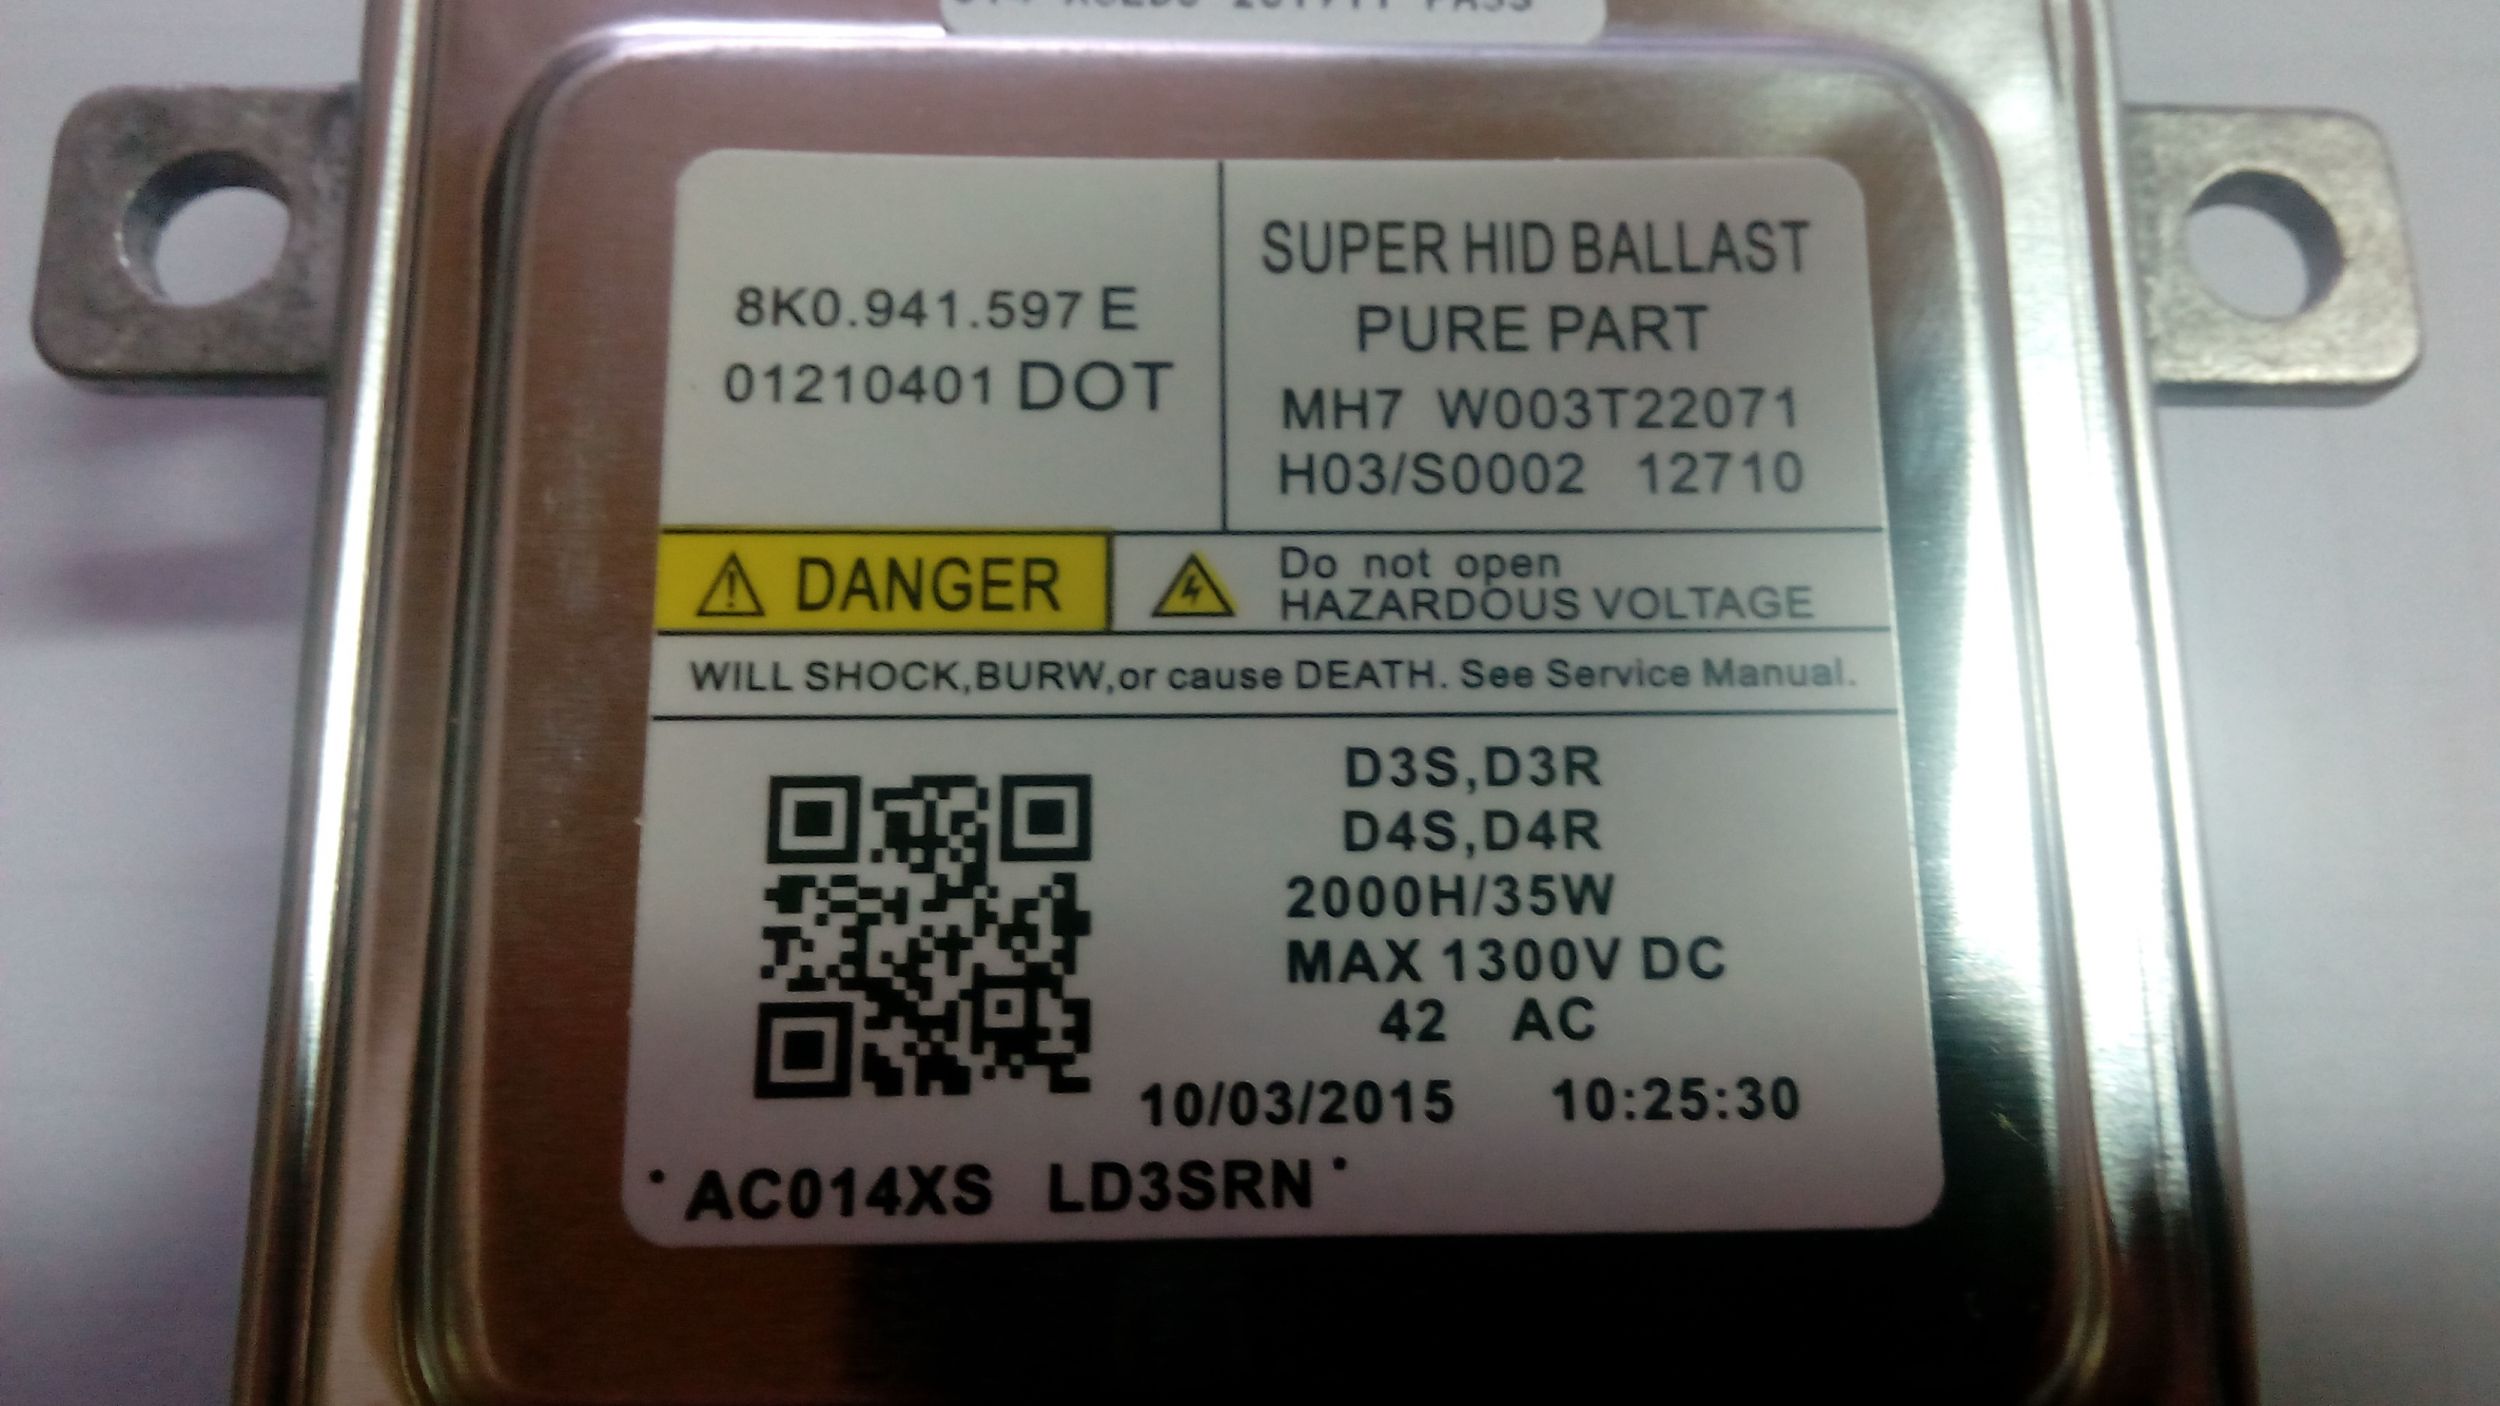 PASS
8K0.941.597 E
01210401 DOT
SUPER HID BALLAST
PURE PART
MH7 W003T22071
H03/S0002 12710
DANGER
Do not open
HAZARDOUS VOLTAGE
WILL SHOCK,BURW,or cause DEATH. See Service Manual.
D3S,D3R
D4S,D4R
2000H/35W
MAX 1300V DC
42 AC
10/03/2015 10:25:30
AC014XS LD3SRN